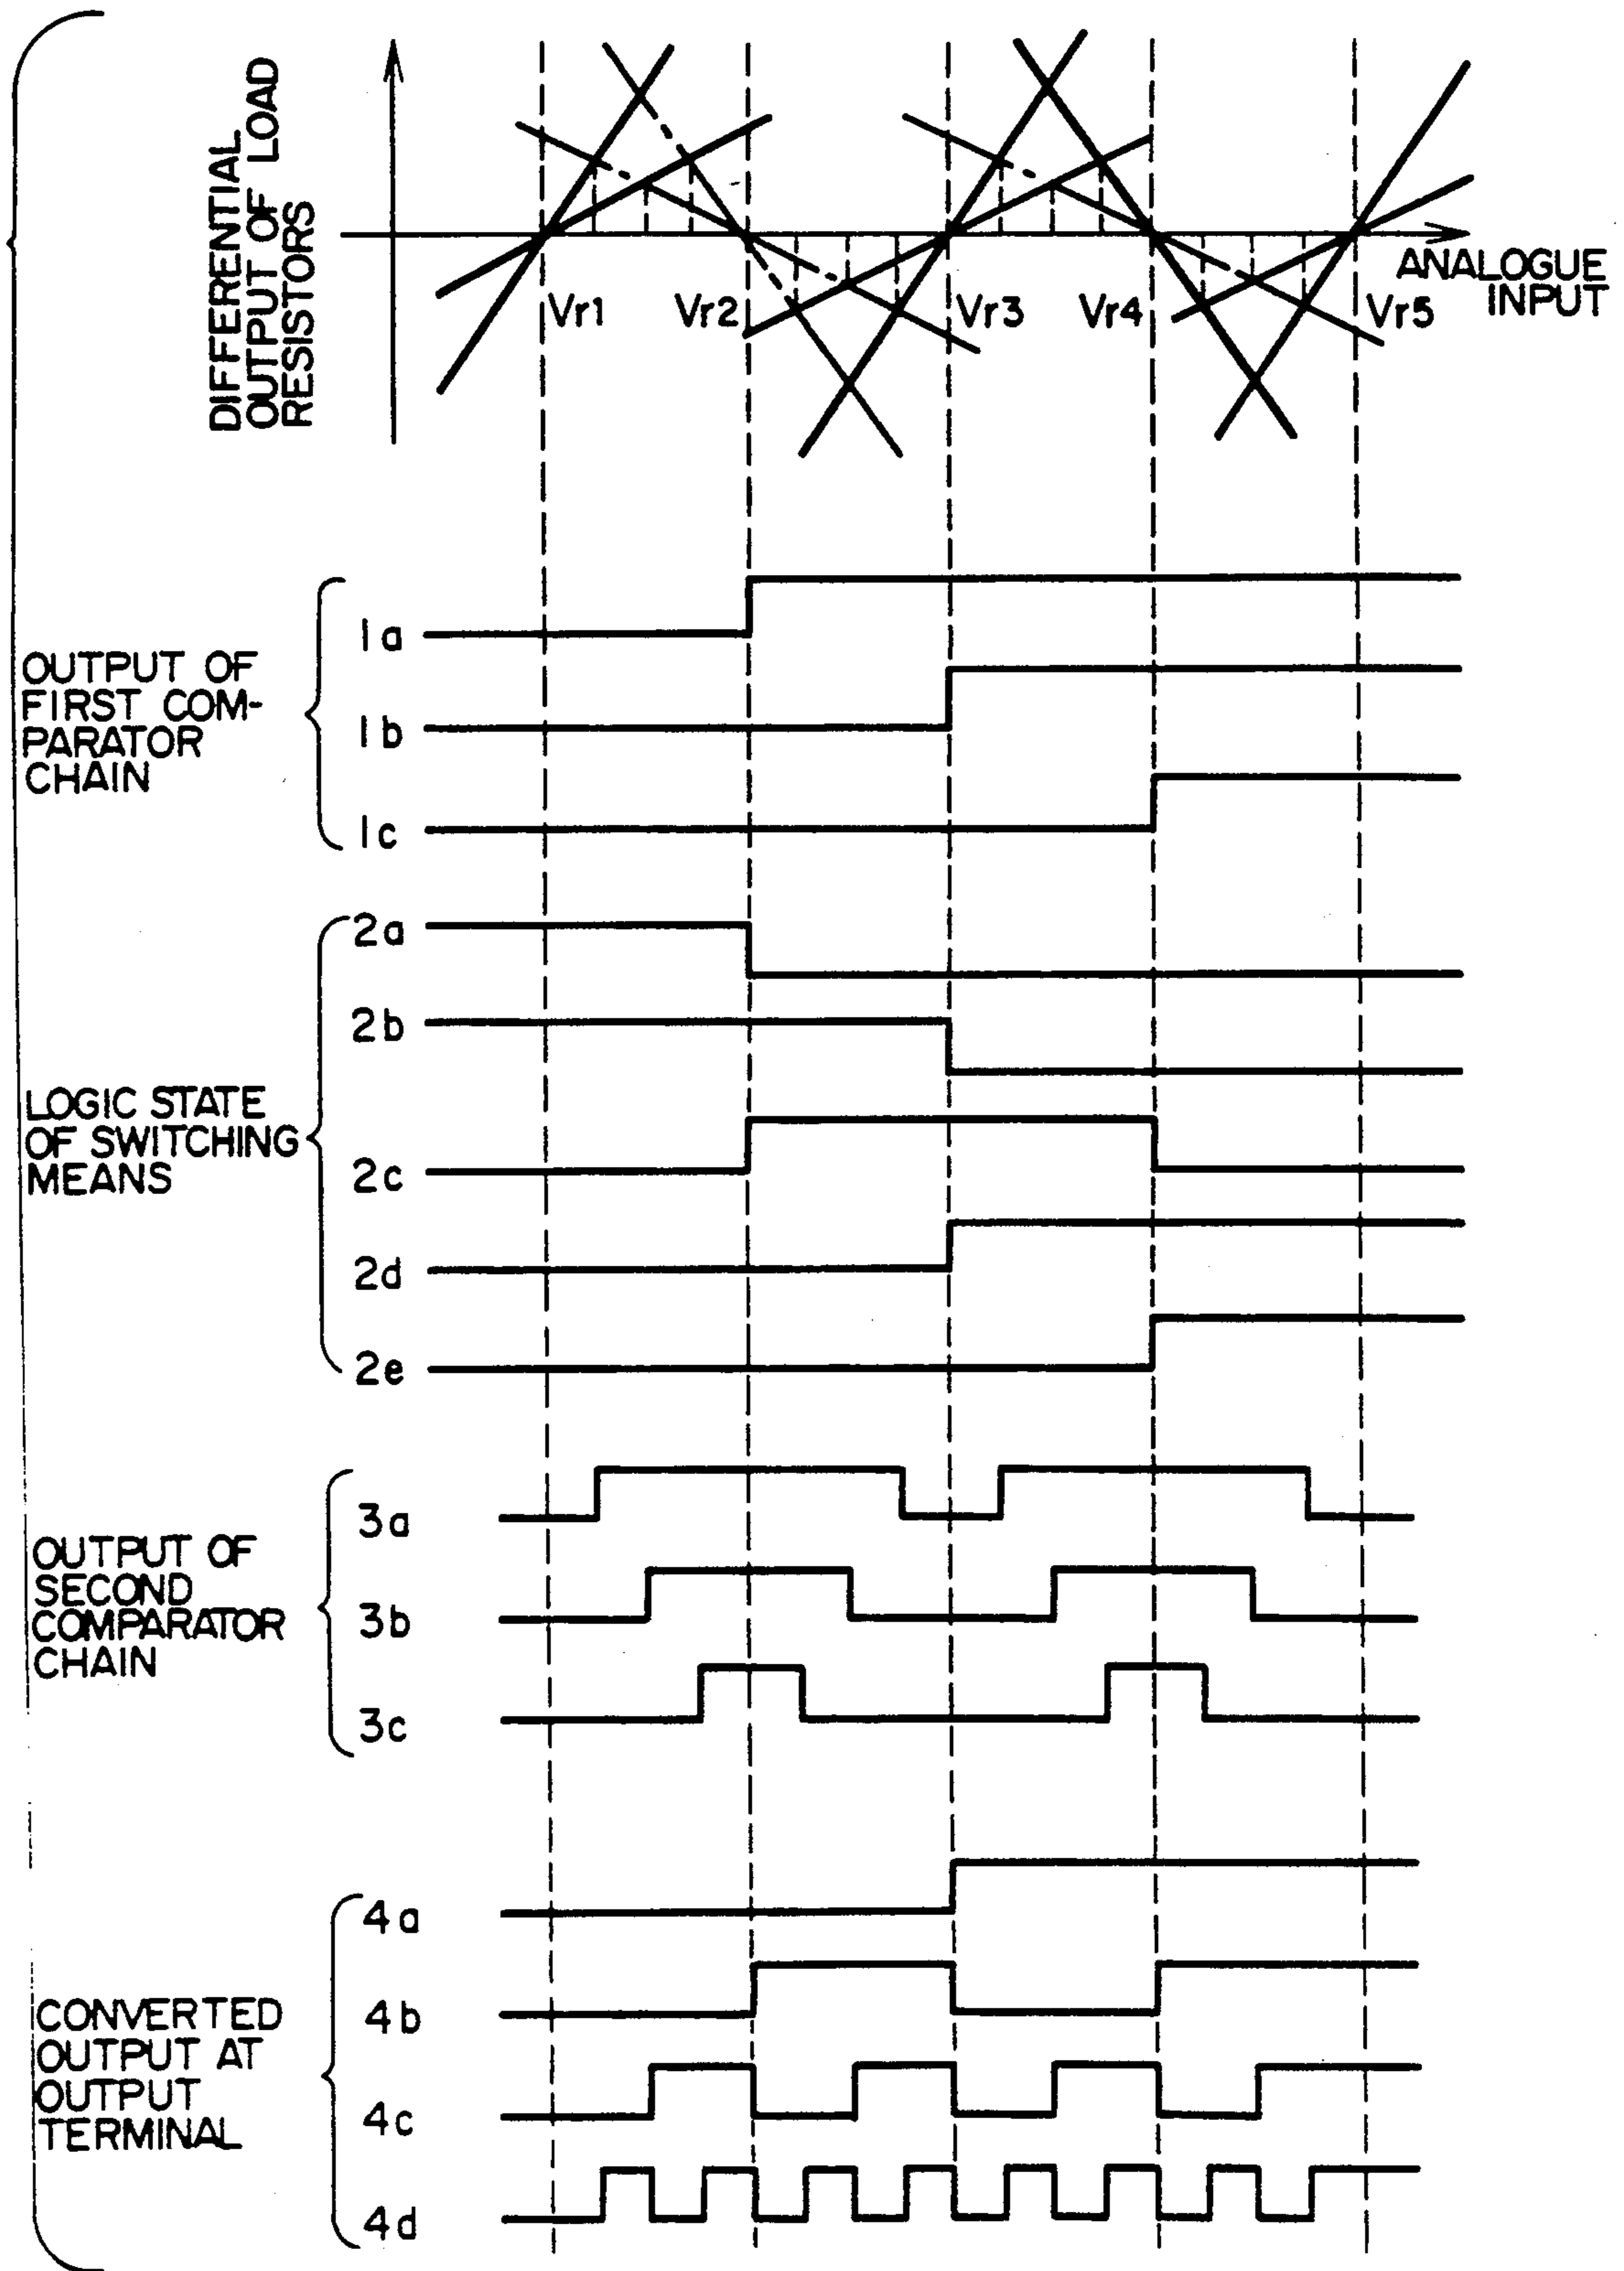 DIFFERENTIAL
OUTPUT OF LOAD
RESISTORS
Vr1
Vr2
Vr3
Vr4
Vr5
ANALOGUE
INPUT
OUTPUT OF
FIRST COM-
PARATOR
CHAIN
1a
1b
1c
LOGIC STATE
OF SWITCHING
MEANS
2a
2b
2c
2d
2e
OUTPUT OF
SECOND
COMPARATOR
CHAIN
3a
3b
3c
CONVERTED
OUTPUT AT
OUTPUT
TERMINAL
4a
4b
4c
4d